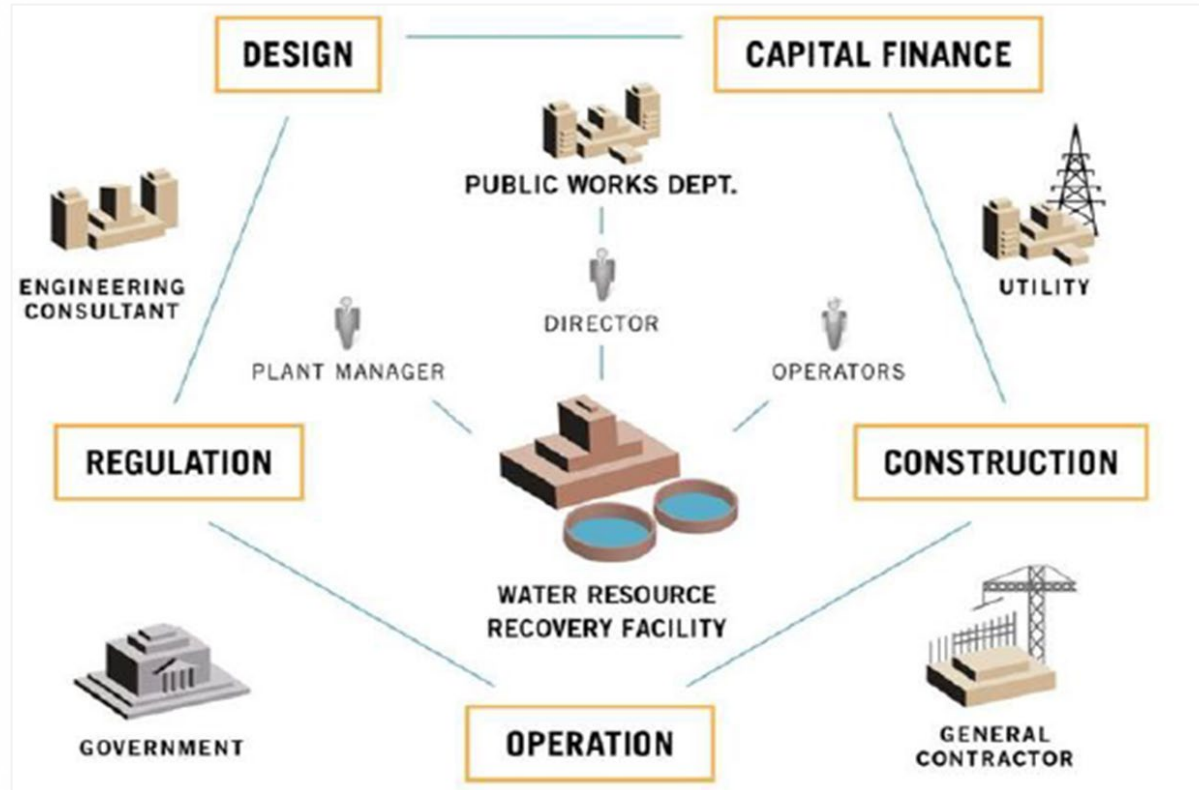 DESIGN
CAPITAL FINANCE
PUBLIC WORKS DEPT.
ENGINEERING
CONSULTANT
UTILITY
DIRECTOR
PLANT MANAGER
OPERATORS
REGULATION
CONSTRUCTION
WATER RESOURCE
RECOVERY FACILITY
GOVERNMENT
OPERATION
GENERAL
CONTRACTOR